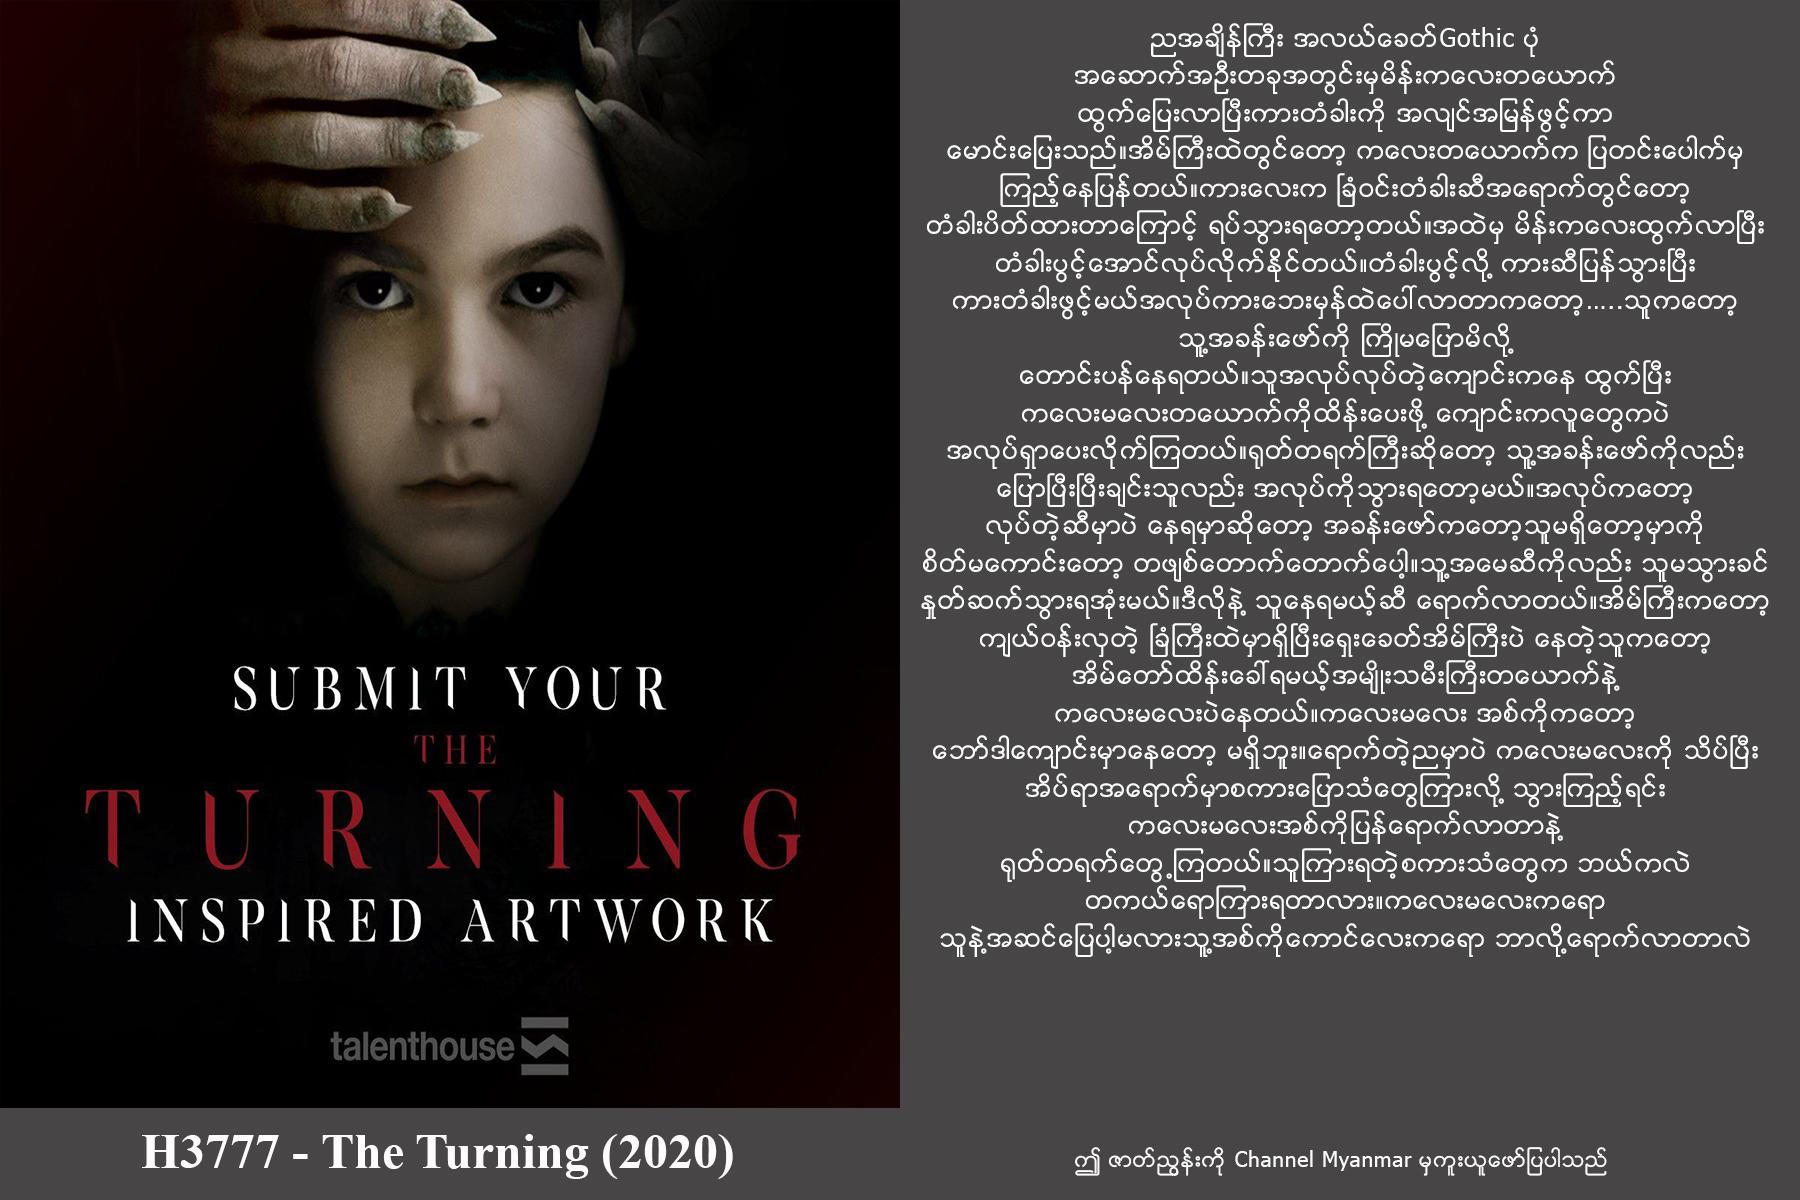 SUBMIT YOUR
THE
TURNING
INSPIRED ARTWORK
talenthouse
H3777 - The Turning (2020)
ညအချိန်ကြီး အလယ်ခေတ်Gothic ပုံ
အဆောက်အဦးတခုအတွင်းမှမိန်းကလေးတယောက်
ထွက်ပြေးလာပြီးကားတံခါးကို အလျင်အမြန်ဖွင့်ကာ
မောင်းပြေးသည်။အိမ်ကြီးထဲတွင်တော့ ကလေးတယောက်က ပြတင်းပေါက်မှ
ကြည့်နေပြန်တယ်။ကားလေးက ခြံဝင်းတံခါးဆီအရောက်တွင်တော့
တံခါးပိတ်ထားတာကြောင့် ရပ်သွားရတော့တယ်။အထဲမှ မိန်းကလေးထွက်လာပြီး
တံခါးပွင့်အောင်လုပ်လိုက်နိုင်တယ်။တံခါးပွင့်လို့ ကားဆီပြန်သွားပြီး
ကားတံခါးဖွင့်မယ်အလုပ်ကားဘေးမှန်ထဲပေါ်လာတာကတော့.....သူကတော့
သူ့အခန်းဖော်ကို ကြိုမပြောမိလို့
တောင်းပန်နေရတယ်။သူအလုပ်လုပ်တဲ့ကျောင်းကနေ ထွက်ပြီး
ကလေးမလေးတယောက်ကိုထိန်းပေးဖို့ ကျောင်းကလူတွေကပဲ
အလုပ်ရှာပေးလိုက်ကြတယ်။ရုတ်တရက်ကြီးဆိုတော့ သူ့အခန်းဖော်ကိုလည်း
ပြောပြီးပြီးချင်းသူလည်း အလုပ်ကိုသွားရတော့မယ်။အလုပ်ကတော့
လုပ်တဲ့ဆီမှာပဲ နေရမှာဆိုတော့ အခန်းဖော်ကတော့သူမရှိတော့မှာကို
စိတ်မကောင်းတော့ တဖျစ်တောက်တောက်ပေါ့။သူ့အမေဆီကိုလည်း သူမသွားခင်
နှုတ်ဆက်သွားရအုံးမယ်။ဒီလိုနဲ့ သူနေရမယ့်ဆီ ရောက်လာတယ်။အိမ်ကြီးကတော့
ကျယ်ဝန်းလှတဲ့ ခြံကြီးထဲမှာရှိပြီးရှေးခေတ်အိမ်ကြီးပဲ နေတဲ့သူကတော့
အိမ်တော်ထိန်းခေါ်ရမယ့်အမျိုးသမီးကြီးတယောက်နဲ့
ကလေးမလေးပဲနေတယ်။ကလေးမလေး အစ်ကိုကတော့
ဘော်ဒါကျောင်းမှာနေတော့ မရှိဘူး။ရောက်တဲ့ညမှာပဲ ကလေးမလေးကို သိပ်ပြီး
အိပ်ရာအရောက်မှာစကားပြောသံတွေကြားလို့ သွားကြည့်ရင်း
ကလေးမလေးအစ်ကိုပြန်ရောက်လာတာနဲ့
ရုတ်တရက်တွေ့ကြတယ်။သူကြားရတဲ့စကားသံတွေက ဘယ်ကလဲ
တကယ်ရောကြားရတာလား။ကလေးမလေးကရော
သူနဲ့အဆင်ပြေပါ့မလားသူ့အစ်ကိုကောင်လေးကရော ဘာလို့ရောက်လာတာလဲ
ဤ ဇာတ်ညွှန်းကို Channel Myanmar မှကူးယူဖော်ပြပါသည်